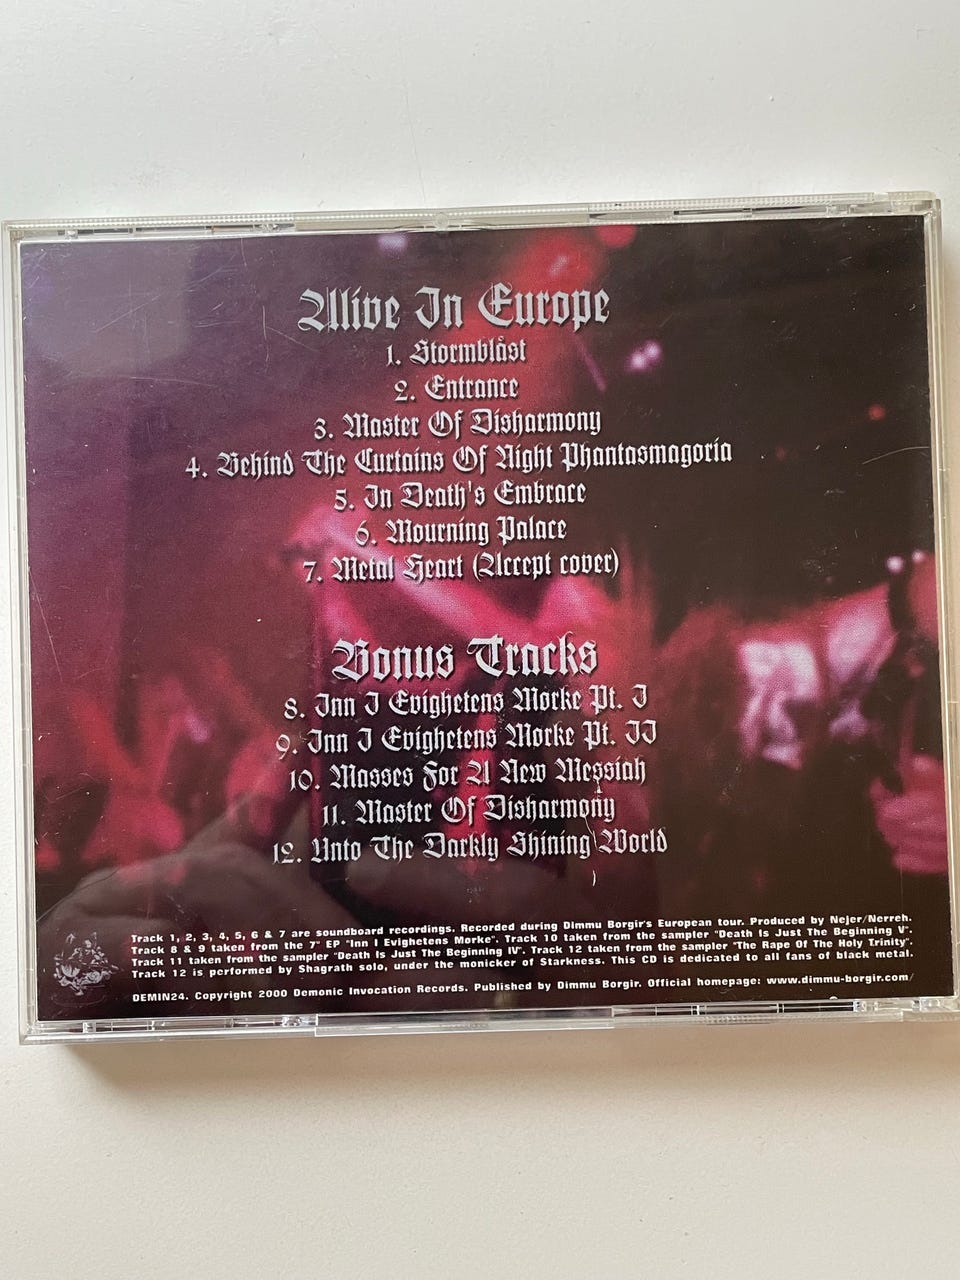 Alive In Europe
1. Stormblåst
2. Entrance
3. Master Of Disharmony
4. Behind The Curtains Of Night Phantasmagoria
5. In Death's Embrace
6. Mourning Palace
7. Metal Heart (Accept cover)
Bonus Tracks
8. Inn I Evighetens Morke Pt. I
9. Inn I Evighetens Morke Pt. II
10. Masses For A New Messiah
11. Master Of Disharmony
12. Unto The Darkly Shining World
Track 1, 2, 3, 4, 5, 6 & 7 are soundboard recordings. Recorded during Dimmu Borgir's European tour. Produced by Nejer/Nerreh.
Track 8 & 9 taken from the 7" EP "Inn I Evighetens Morke". Track 10 taken from the sampler "Death Is Just The Beginning V".
Track 11 taken from the sampler "Death Is Just The Beginning IV". Track 12 taken from the sampler "The Rape Of The Holy Trinity".
Track 12 is performed by Shagrath solo, under the monicker of Starkness. This CD is dedicated to all fans of black metal.
DEMIN24. Copyright 2000 Demonic Invocation Records. Published by Dimmu Borgir. Official homepage: www.dimmu-borgir.com/